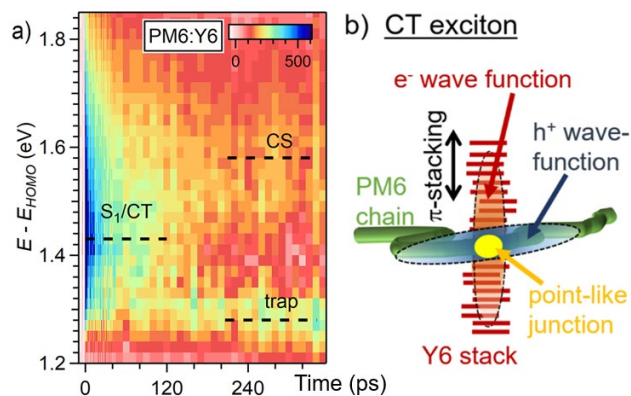 a)
PM6:Y6
0 500
E - E_HOMO (eV)
1.8
1.6
1.4
1.2
CS
S₁/CT
trap
0 120 240 Time (ps)
b) CT exciton
e⁻ wave function
h⁺ wave-
function
π-stacking
PM6
chain
point-like
junction
Y6 stack